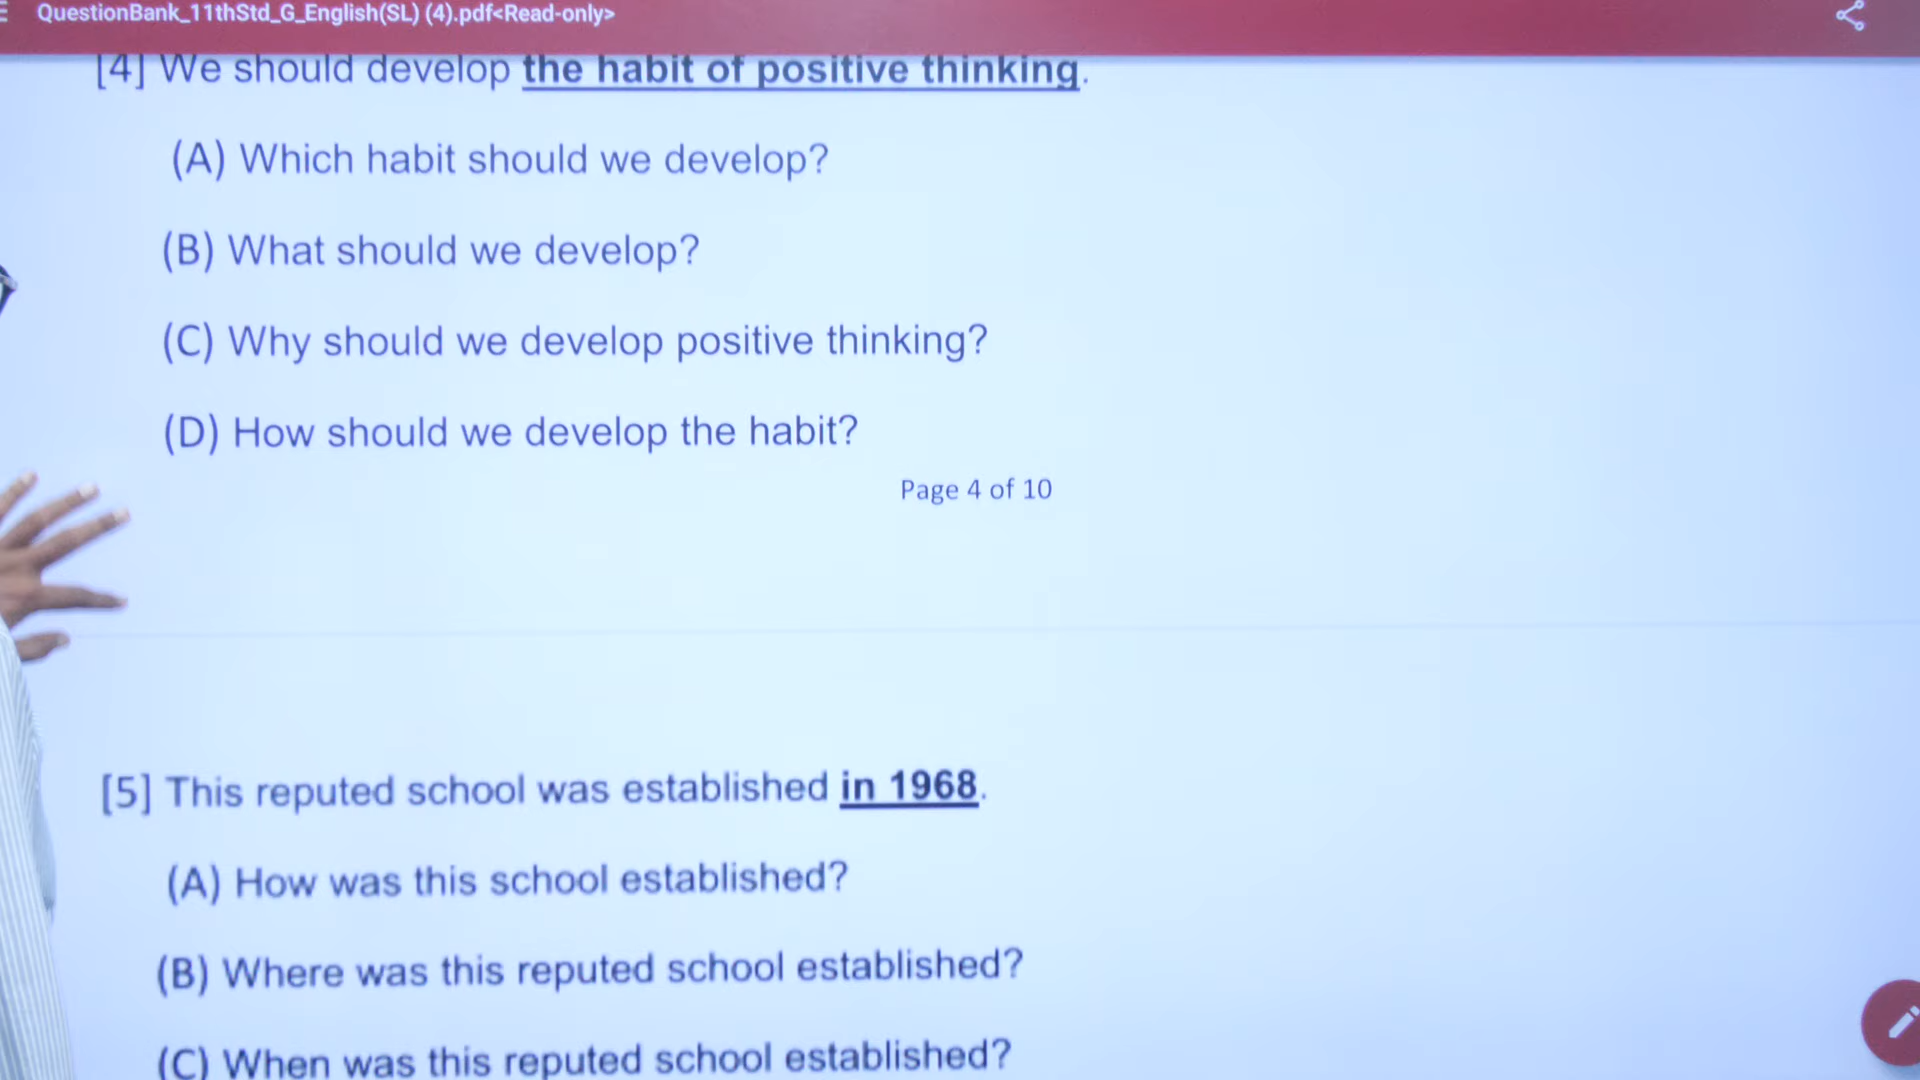 QuestionBank_11thStd_G_English(SL) (4).pdf<Read-only>
[4] We should develop the habit of positive thinking.
(A) Which habit should we develop?
(B) What should we develop?
(C) Why should we develop positive thinking?
(D) How should we develop the habit?
Page 4 of 10
[5] This reputed school was established in 1968.
(A) How was this school established?
(B) Where was this reputed school established?
(C) When was this reputed school established?